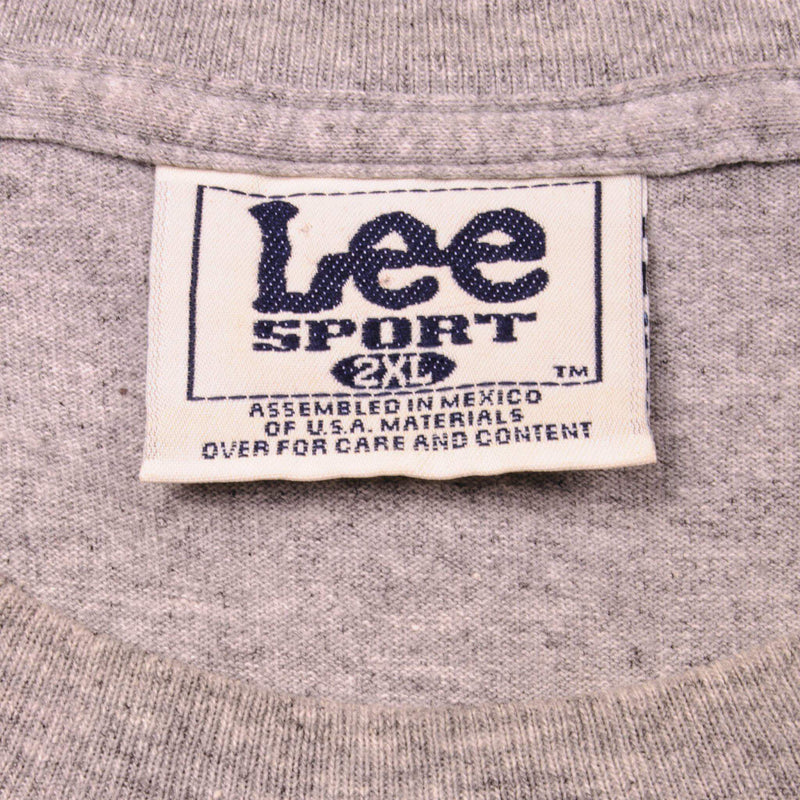 Lee
SPORT
2XL
TM
ASSEMBLED IN MEXICO
OF U.S.A. MATERIALS
OVER FOR CARE AND CONTENT